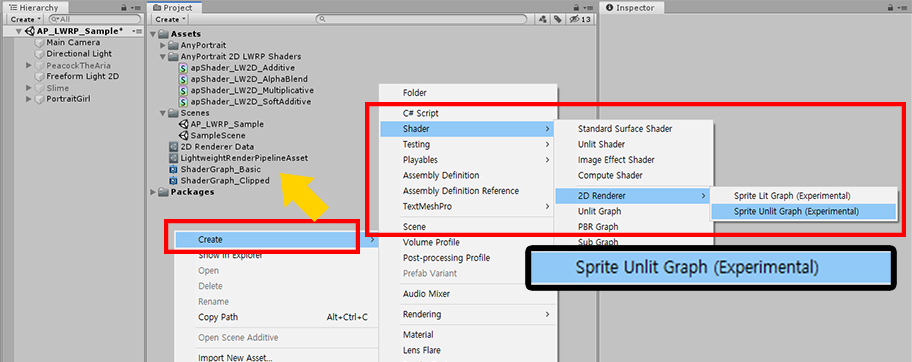 Hierarchy
Create
All
AP_LWRP_Sample*
Main Camera
Directional Light
PeacockTheAria
Freeform Light 2D
Slime
PortraitGirl
Project
Create
13
Assets
AnyPortrait
AnyPortrait 2D LWRP Shaders
apShader_LW2D_Additive
apShader_LW2D_AlphaBlend
apShader_LW2D_Multiplicative
apShader_LW2D_SoftAdditive
Scenes
AP_LWRP_Sample
SampleScene
2D Renderer Data
LightweightRenderPipelineAsset
ShaderGraph_Basic
ShaderGraph_Clipped
Packages
Inspector
Create
Show in Explorer
Open
Delete
Rename
Copy Path Alt+Ctrl+C
Open Scene Additive
Import New Asset...
Folder
C# Script
Shader
Testing
Playables
Assembly Definition
Assembly Definition Reference
TextMeshPro
Scene
Volume Profile
Post-processing Profile
Prefab Variant
Audio Mixer
Rendering
Material
Lens Flare
Standard Surface Shader
Unlit Shader
Image Effect Shader
Compute Shader
2D Renderer
Unlit Graph
PBR Graph
Sub Graph
Sprite Lit Graph (Experimental)
Sprite Unlit Graph (Experimental)
Sprite Unlit Graph (Experimental)